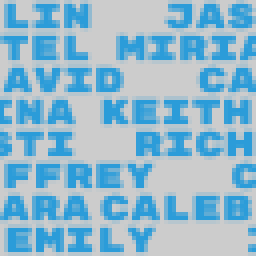 LIN JAS
TEL MIRIA
AVID CA
INA KEITH
STI RICH
FFREY C
ARA CALEB
EMILY